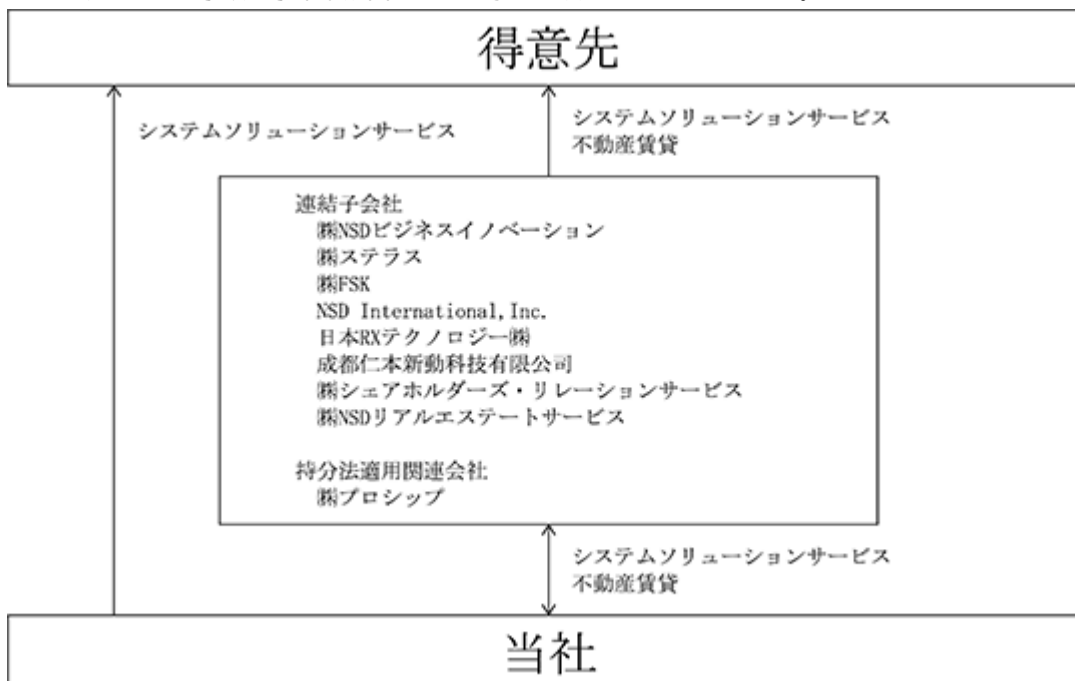 得意先
システムソリューションサービス
システムソリューションサービス
不動産賃貸
連結子会社
㈱NSDビジネスイノベーション
㈱ステラス
㈱FSK
NSD International,Inc.
日本RXテクノロジー㈱
成都仁本新動科技有限公司
㈱シェアホルダーズ・リレーションサービス
㈱NSDリアルエステートサービス
持分法適用関連会社
㈱プロシップ
システムソリューションサービス
不動産賃貸
当社